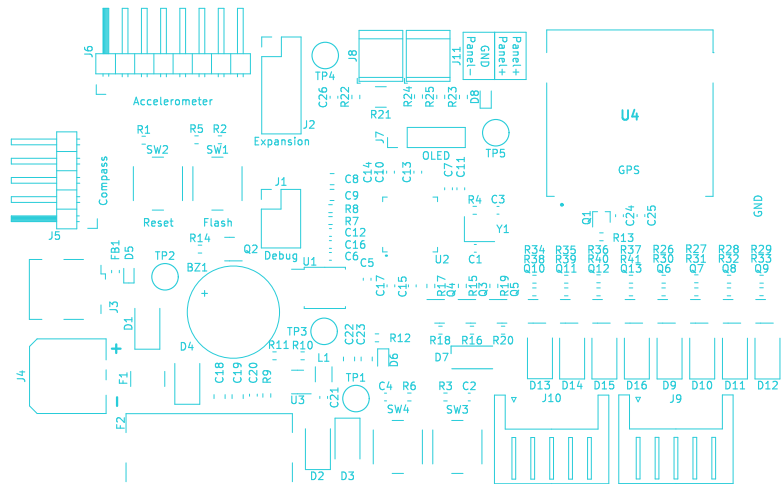 J6
Accelerometer
J2
Expansion
TP4
J8
J11
Panel-
GND
Panel+
Panel+
C26
R22
R21
R24
R25
R23
D8
J7
OLED
TP5
U4
GPS
GND
J5
Compass
R1
R5
R2
SW2
SW1
Reset
Flash
J1
Debug
C14
C10
C13
C7
C11
C8
C9
R8
R7
C12
C16
C6
R4
C3
Y1
C1
U2
Q1
C24
C25
R13
FB1
D5
TP2
R14
Q2
BZ1
+
U1
C5
C17
C15
R17
Q4
R15
Q3
R19
Q5
R34
R35
R36
R37
R26
R27
R28
R29
R38
R39
R40
R41
R30
R31
R32
R33
Q10
Q11
Q12
Q13
Q6
Q7
Q8
Q9
J3
D1
TP3
R11
R10
L1
C22
C23
R12
D6
R18
R16
R20
D7
J4
+
-
F1
D4
C18
C19
C20
R9
U3
C21
TP1
C4
R6
R3
C2
SW4
SW3
F2
D2
D3
D13
D14
D15
D16
D9
D10
D11
D12
J10
J9